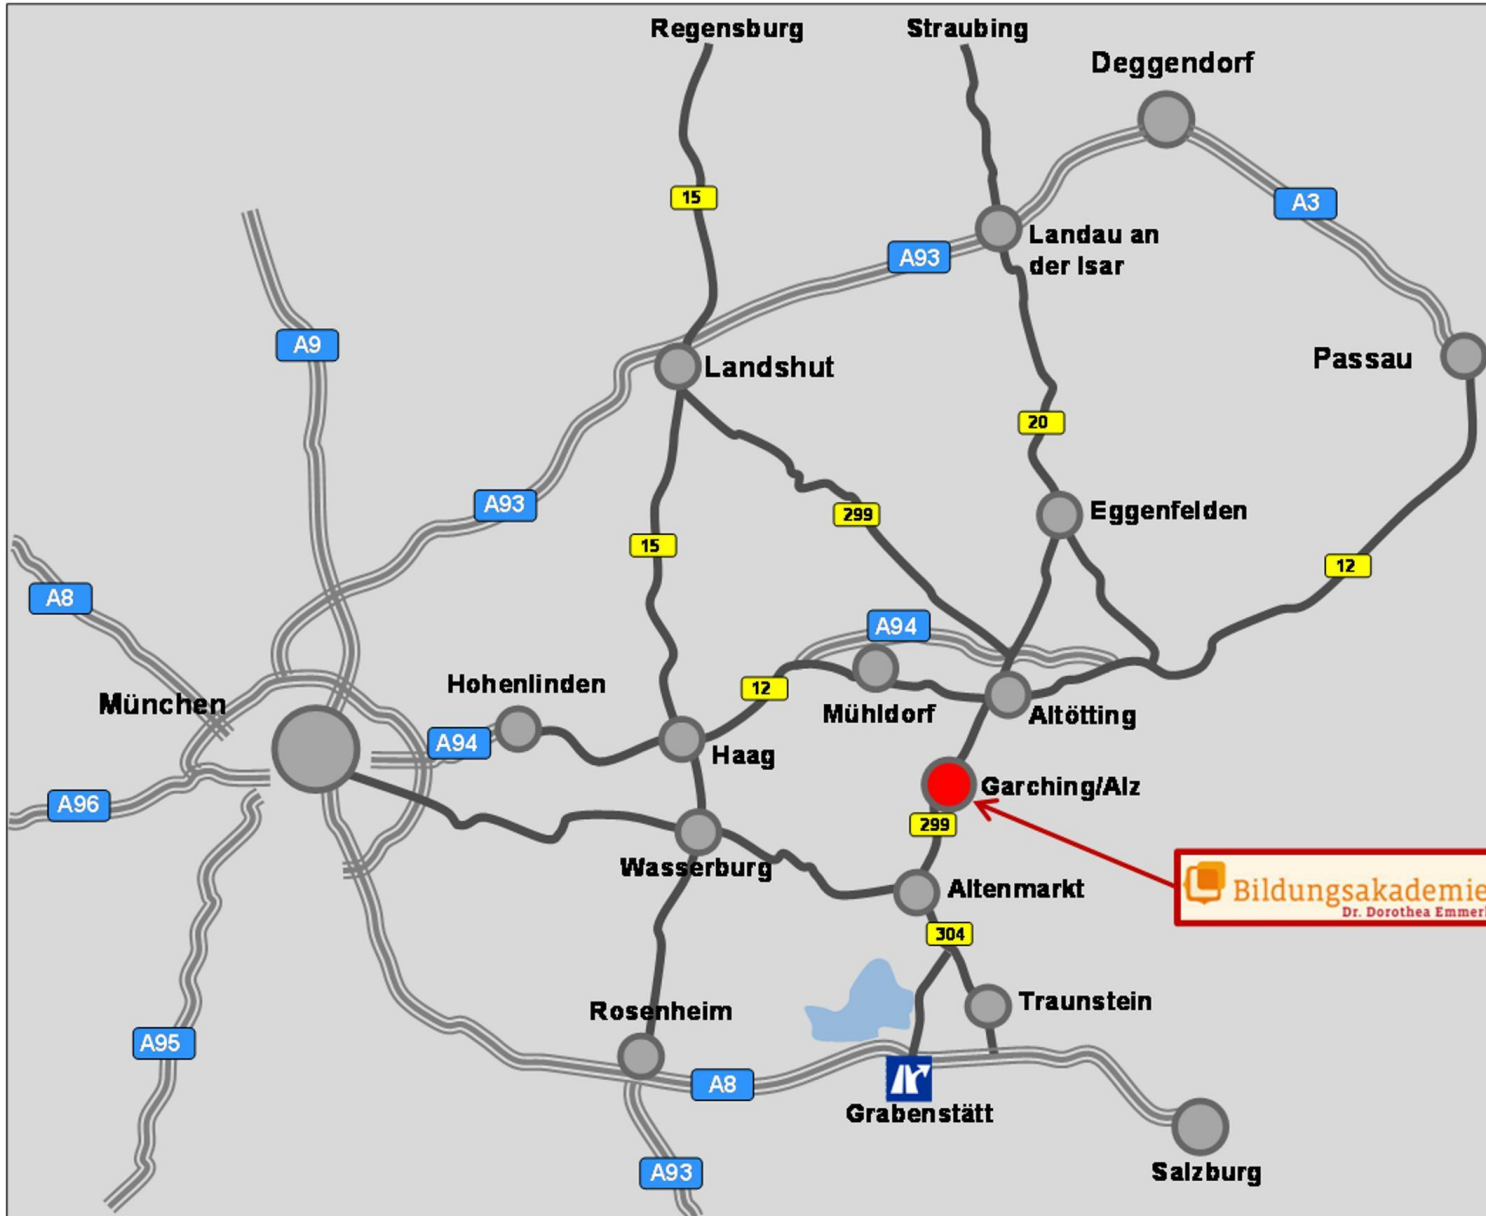 Regensburg
Straubing
Deggendorf
15
A3
A93
Landau an
der Isar
A9
Landshut
Passau
20
A93
299
Eggenfelden
15
12
A8
A94
Hohenlinden
12
München
Mühldorf
Altötting
A94
Haag
Garching/Alz
A96
299
Wasserburg
Altenmarkt
Bildungsakademie
Dr. Dorothea
304
Traunstein
Rosenheim
A95
A8
Grabenstätt
A93
Salzburg